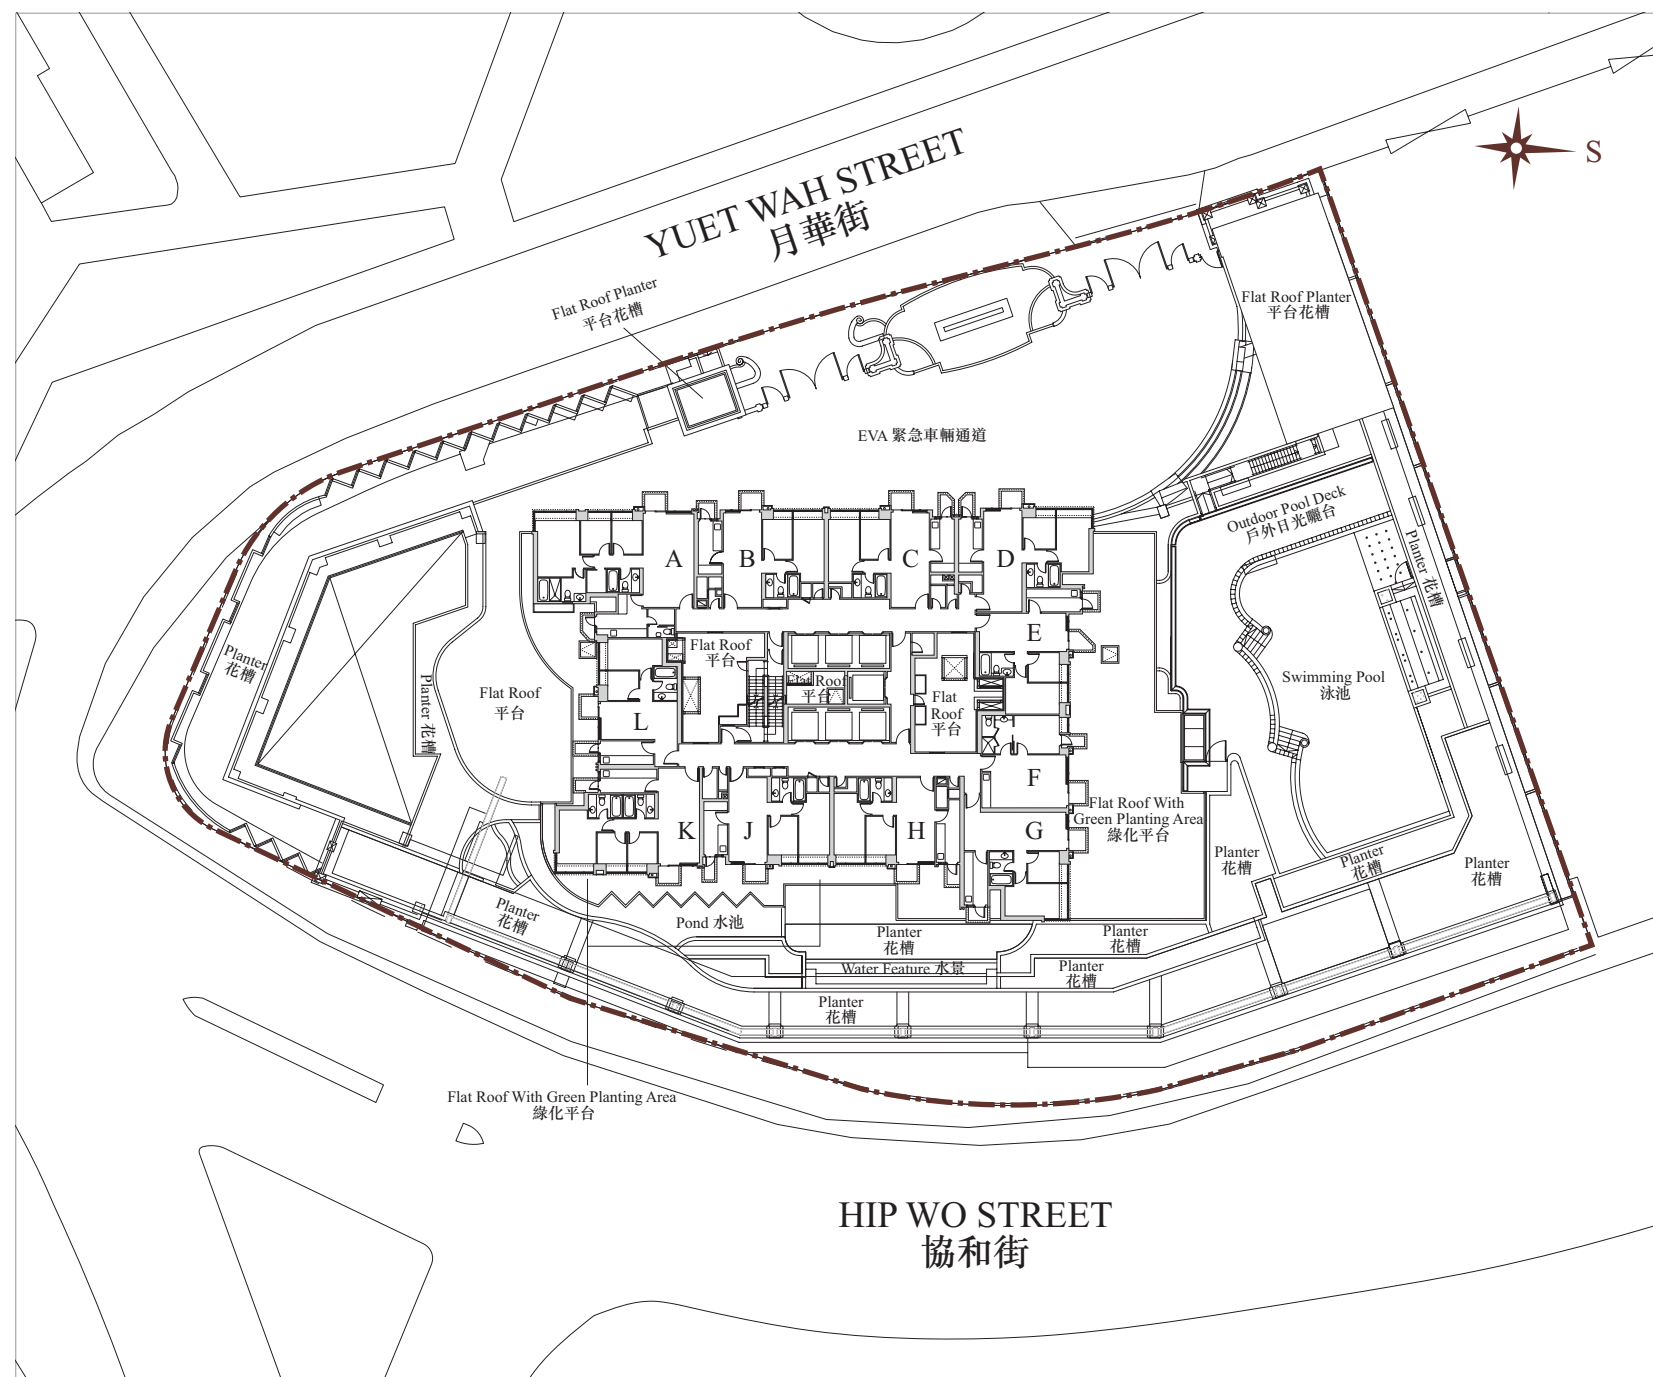 YUET WAH STREET
月華街
S
Flat Roof Planter
平台花槽
Flat Roof Planter
平台花槽
EVA 緊急車輛通道
Outdoor Pool Deck
戶外日光曬台
Planter 花槽
A
B
C
D
E
Flat Roof
平台
Flat Roof
平台
Flat
Roof
平台
Planter
花槽
Planter 花槽
Flat Roof
平台
Swimming Pool
泳池
L
F
K
J
H
G
Flat Roof With
Green Planting Area
綠化平台
Planter
花槽
Planter
花槽
Planter
花槽
Planter
花槽
Pond 水池
Planter
花槽
Planter
花槽
Water Feature 水景
Planter
花槽
Planter
花槽
Flat Roof With Green Planting Area
綠化平台
HIP WO STREET
協和街